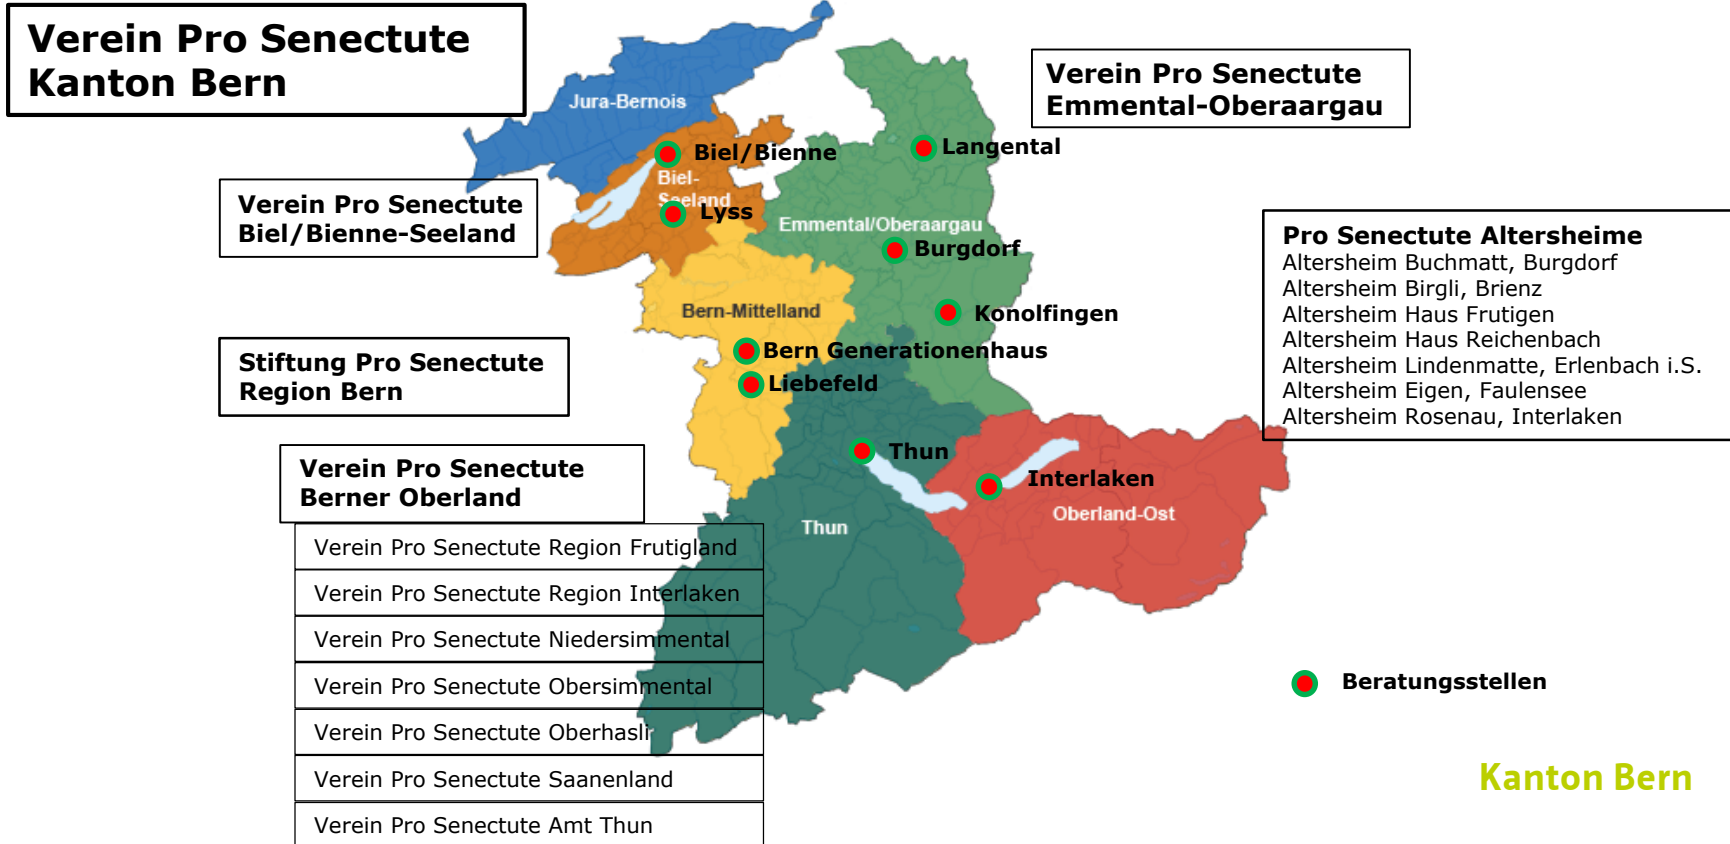 Verein Pro Senectute
Kanton Bern
Verein Pro Senectute
Emmental-Oberaargau
Jura-Bernois
Biel/Bienne
Langental
Biel-
Seeland
Lyss
Verein Pro Senectute
Biel/Bienne-Seeland
Emmental/Oberaargau
Burgdorf
Pro Senectute Altersheime
Altersheim Buchmatt, Burgdorf
Altersheim Birgli, Brienz
Altersheim Haus Frutigen
Altersheim Haus Reichenbach
Altersheim Lindenmatte, Erlenbach i.S.
Altersheim Eigen, Faulensee
Altersheim Rosenau, Interlaken
Bern-Mittelland
Konolfingen
Bern Generationenhaus
Liebefeld
Stiftung Pro Senectute
Region Bern
Thun
Interlaken
Oberland-Ost
Thun
Verein Pro Senectute
Berner Oberland
Verein Pro Senectute Region Frutigland
Verein Pro Senectute Region Interlaken
Verein Pro Senectute Niedersimmental
Verein Pro Senectute Obersimmental
Verein Pro Senectute Oberhasli
Verein Pro Senectute Saanenland
Verein Pro Senectute Amt Thun
Beratungsstellen
Kanton Bern